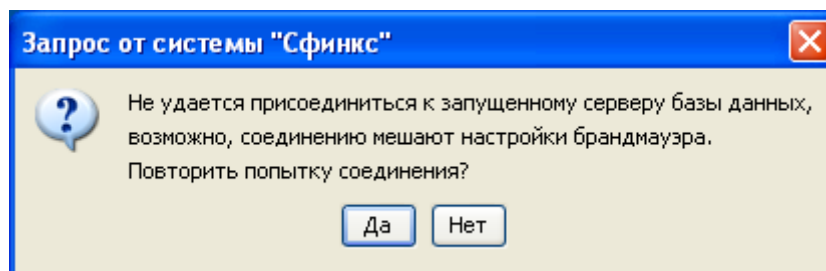 Запрос от системы "Сфинкс"
Не удается присоединиться к запущенному серверу базы данных,
возможно, соединению мешают настройки брандмауэра.
Повторить попытку соединения?
Да Нет